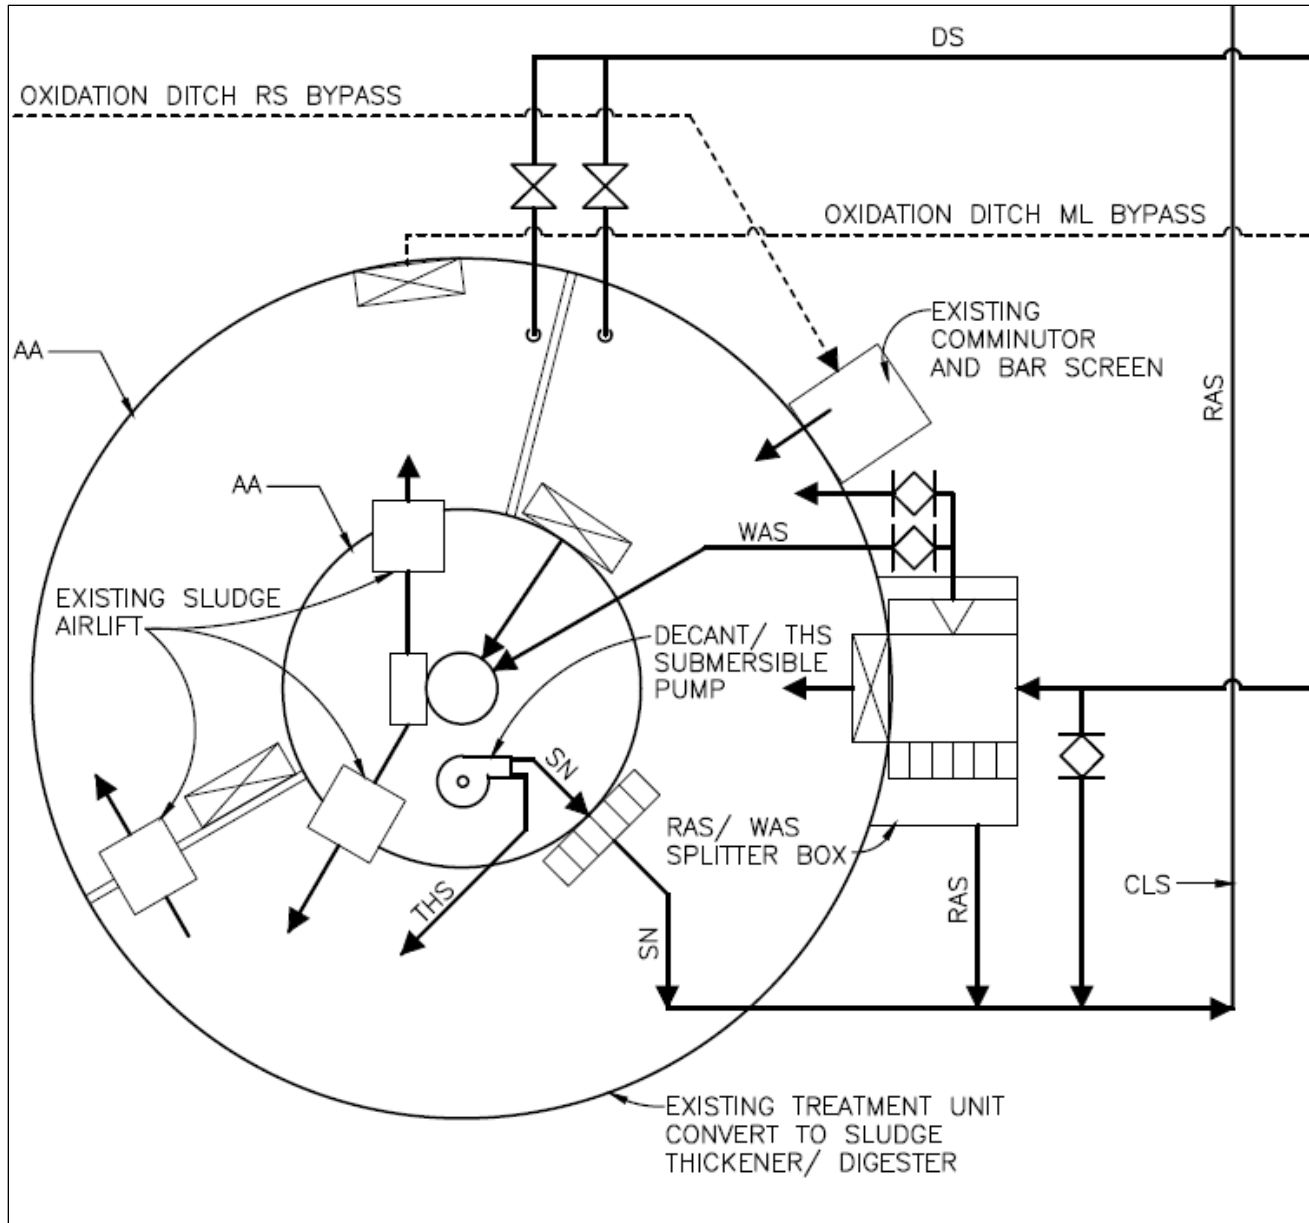 DS
OXIDATION DITCH RS BYPASS
OXIDATION DITCH ML BYPASS
EXISTING
COMMINUTOR
AND BAR SCREEN
AA
RAS
AA
WAS
EXISTING SLUDGE
AIRLIFT
DECANT/ THS
SUBMERSIBLE
PUMP
SN
RAS/ WAS
SPLITTER BOX
THS
RAS
CLS
SN
EXISTING TREATMENT UNIT
CONVERT TO SLUDGE
THICKENER/ DIGESTER